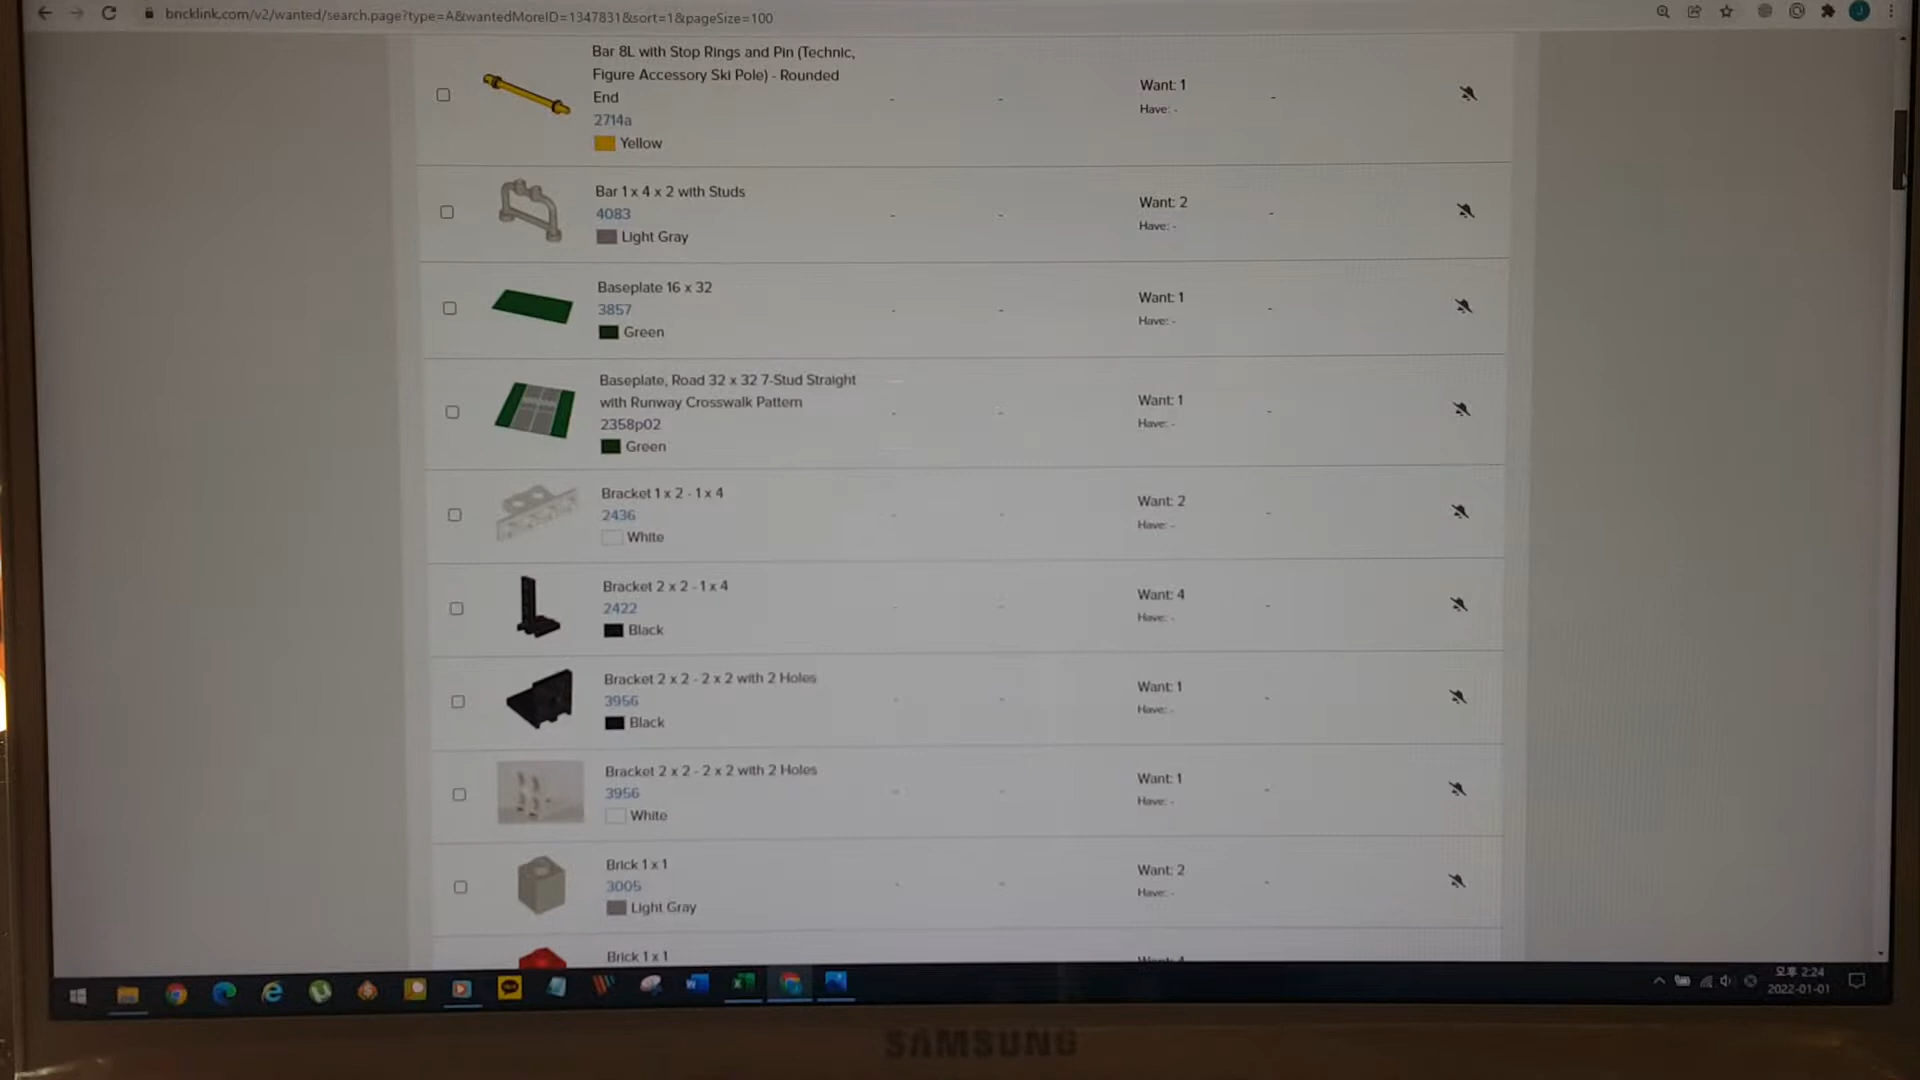 bricklink.com/v2/wanted/search.page?type=A&wantedMoreID=1347831&sort=1&pageSize=100
Bar 8L with Stop Rings and Pin (Technic,
Figure Accessory Ski Pole) - Rounded
End
2714a
Yellow
Want: 1
Have: -
Bar 1 x 4 x 2 with Studs
4083
Light Gray
Want: 2
Have: -
Baseplate 16 x 32
3857
Green
Want: 1
Have: -
Baseplate, Road 32 x 32 7-Stud Straight
with Runway Crosswalk Pattern
2358p02
Green
Want: 1
Have: -
Bracket 1 x 2 - 1 x 4
2436
White
Want: 2
Have: -
Bracket 2 x 2 - 1 x 4
2422
Black
Want: 4
Have: -
Bracket 2 x 2 - 2 x 2 with 2 Holes
3956
Black
Want: 1
Have: -
Bracket 2 x 2 - 2 x 2 with 2 Holes
3956
White
Want: 1
Have: -
Brick 1 x 1
3005
Light Gray
Want: 2
Have: -
Brick 1 x 1
오후 2:24
2022-01-01
SAMSUNG